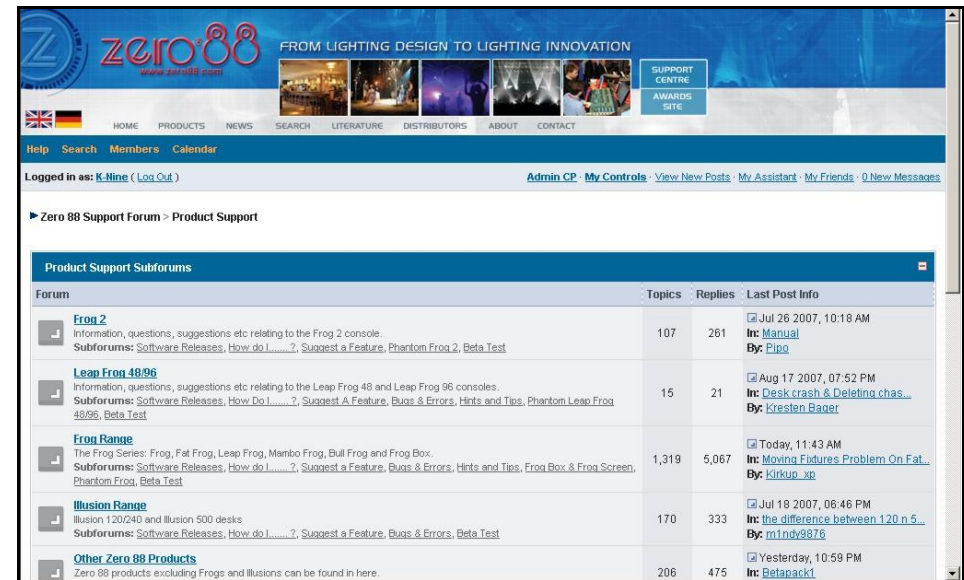 zero'88
www.zero88.com
FROM LIGHTING DESIGN TO LIGHTING INNOVATION
SUPPORT
CENTRE
AWARDS
SITE
HOME PRODUCTS NEWS SEARCH LITERATURE DISTRIBUTORS ABOUT CONTACT
Help Search Members Calendar
Logged in as: K-Nine ( Log Out ) Admin CP · My Controls · View New Posts · My Assistant · My Friends · 0 New Messages
Zero 88 Support Forum > Product Support
Product Support Subforums
Forum Topics Replies Last Post Info
Frog 2
Information, questions, suggestions etc relating to the Frog 2 console.
Subforums: Software Releases, How do I.......?, Suggest a Feature, Phantom Frog 2, Beta Test
107 261
Jul 26 2007, 10:18 AM
In: Manual
By: Pipo
Leap Frog 48/96
Information, questions, suggestions etc relating to the Leap Frog 48 and Leap Frog 96 consoles.
Subforums: Software Releases, How Do I.......?, Suggest A Feature, Bugs & Errors, Hints and Tips, Phantom Leap Frog
48/96, Beta Test
15 21
Aug 17 2007, 07:52 PM
In: Desk crash & Deleting chas...
By: Kresten Bager
Frog Range
The Frog Series: Frog, Fat Frog, Leap Frog, Mambo Frog, Bull Frog and Frog Box.
Subforums: Software Releases, How do I.......?, Suggest a Feature, Bugs & Errors, Hints and Tips, Frog Box & Frog Screen,
Phantom Frog, Beta Test
1,319 5,067
Today, 11:43 AM
In: Moving Fixtures Problem On Fat...
By: Kirkup_xp
Illusion Range
Illusion 120/240 and Illusion 500 desks
Subforums: Software Releases, How do I.......?, Suggest a Feature, Bugs & Errors, Beta Test
170 333
Jul 18 2007, 06:46 PM
In: the difference between 120 n 5...
By: m1ndy9876
Other Zero 88 Products
Zero 88 products excluding Frogs and Illusions can be found in here.
206 475
Yesterday, 10:59 PM
In: Betapack1